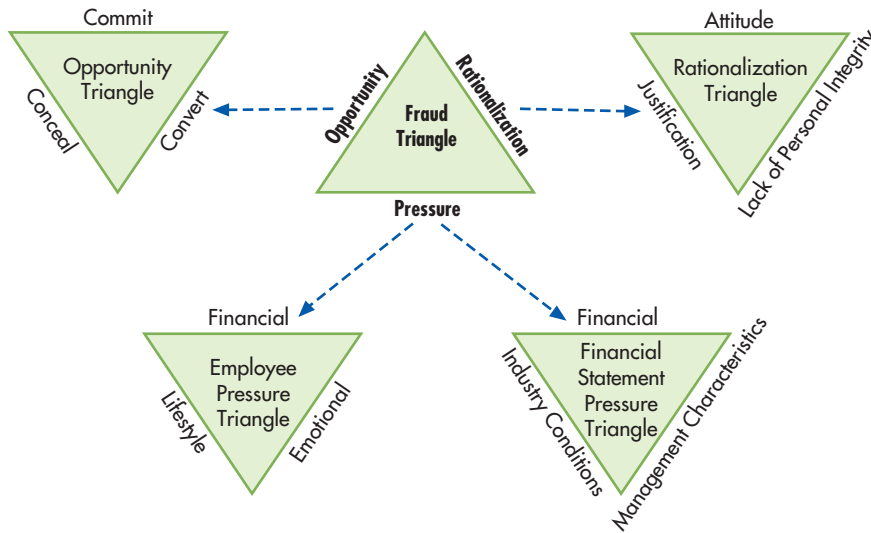 Commit
Opportunity
Triangle
Conceal
Convert
Opportunity
Rationalization
Fraud
Triangle
Pressure
Attitude
Rationalization
Triangle
Justification
Lack of Personal Integrity
Financial
Employee
Pressure
Triangle
Lifestyle
Emotional
Financial
Financial
Statement
Pressure
Triangle
Industry Conditions
Management Characteristics